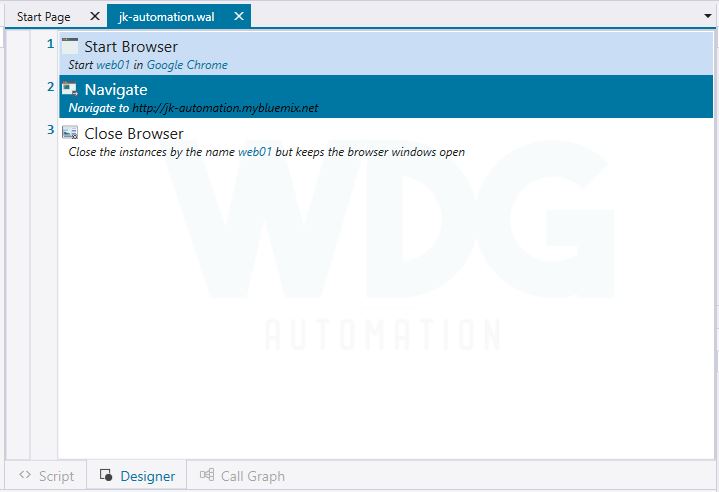 Start Page
jk-automation.wal
1 Start Browser
Start web01 in Google Chrome
2 Navigate
Navigate to http://jk-automation.mybluemix.net
3 Close Browser
Close the instances by the name web01 but keeps the browser windows open
WDG
AUTOMATION
Script Designer Call Graph